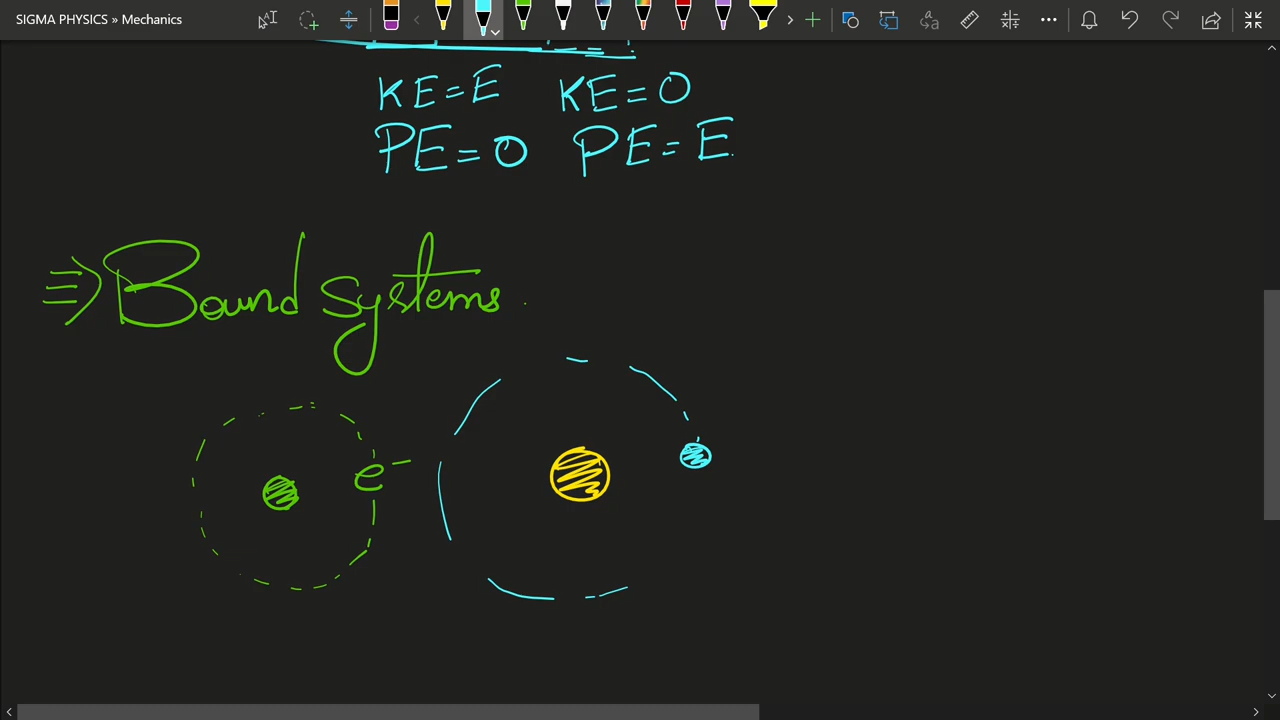 SIGMA PHYSICS » Mechanics
KE = E KE = 0
PE = 0 PE = E
⇒ Bound systems.
e⁻